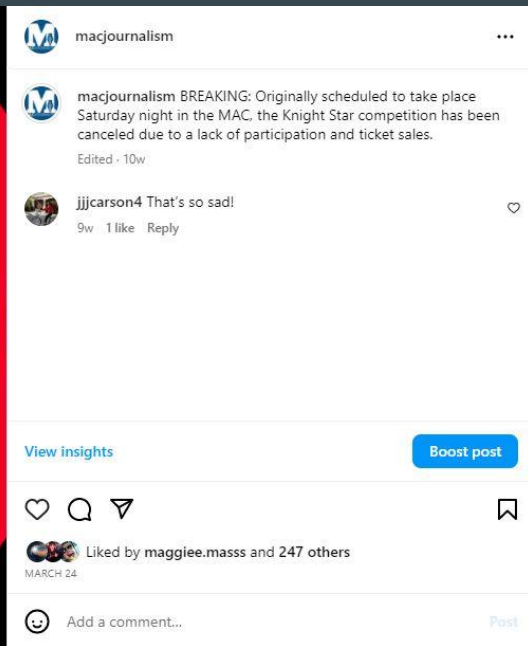 macjournalism
macjournalism BREAKING: Originally scheduled to take place
Saturday night in the MAC, the Knight Star competition has been
canceled due to a lack of participation and ticket sales.
Edited · 10w
jjjcarson4 That's so sad!
9w 1 like Reply
View insights
Boost post
Liked by maggiee.masss and 247 others
MARCH 24
Add a comment...
Post